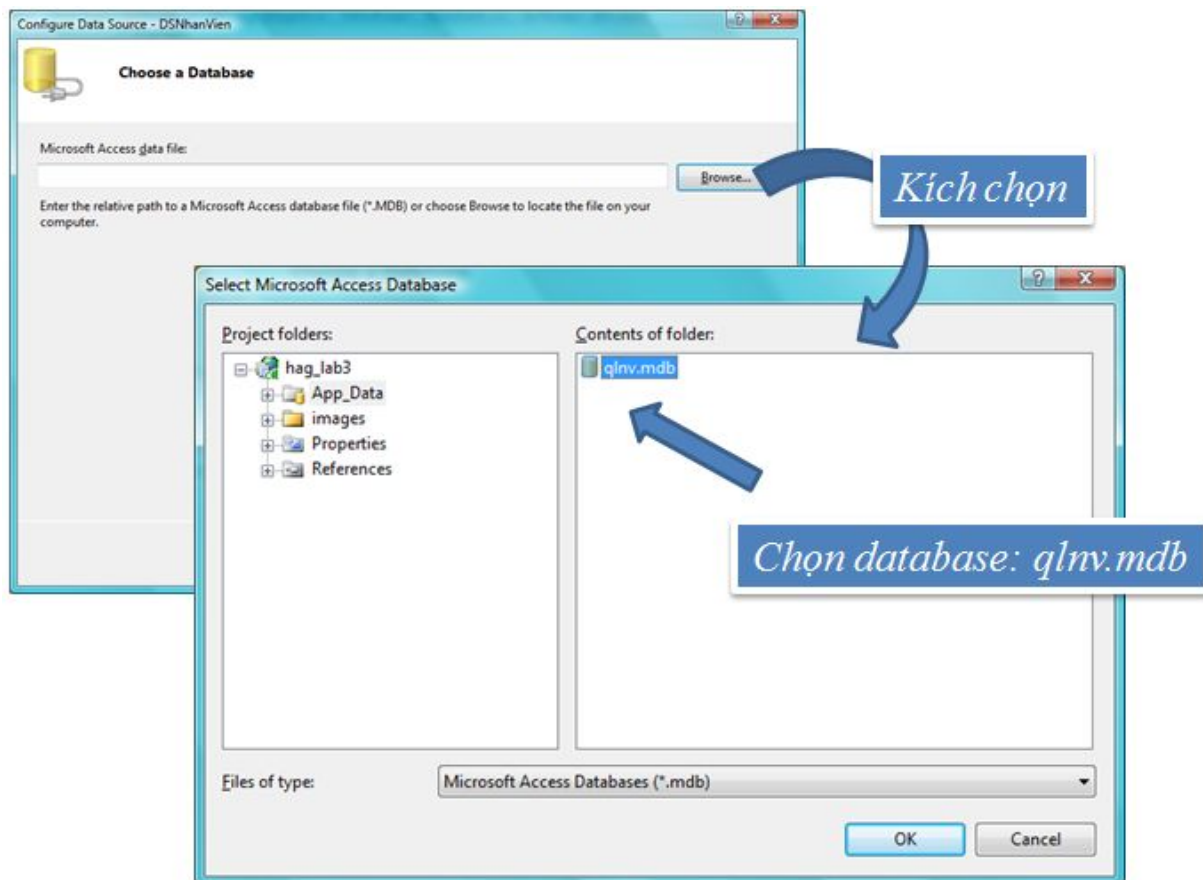 Configure Data Source - DSNhanVien
Choose a Database
Microsoft Access data file:
Browse...
Enter the relative path to a Microsoft Access database file (*.MDB) or choose Browse to locate the file on your
computer.
Kích chọn
Select Microsoft Access Database
Project folders:
Contents of folder:
hag_lab3
App_Data
images
Properties
References
qlnv.mdb
Chọn database: qlnv.mdb
Files of type:
Microsoft Access Databases (*.mdb)
OK
Cancel